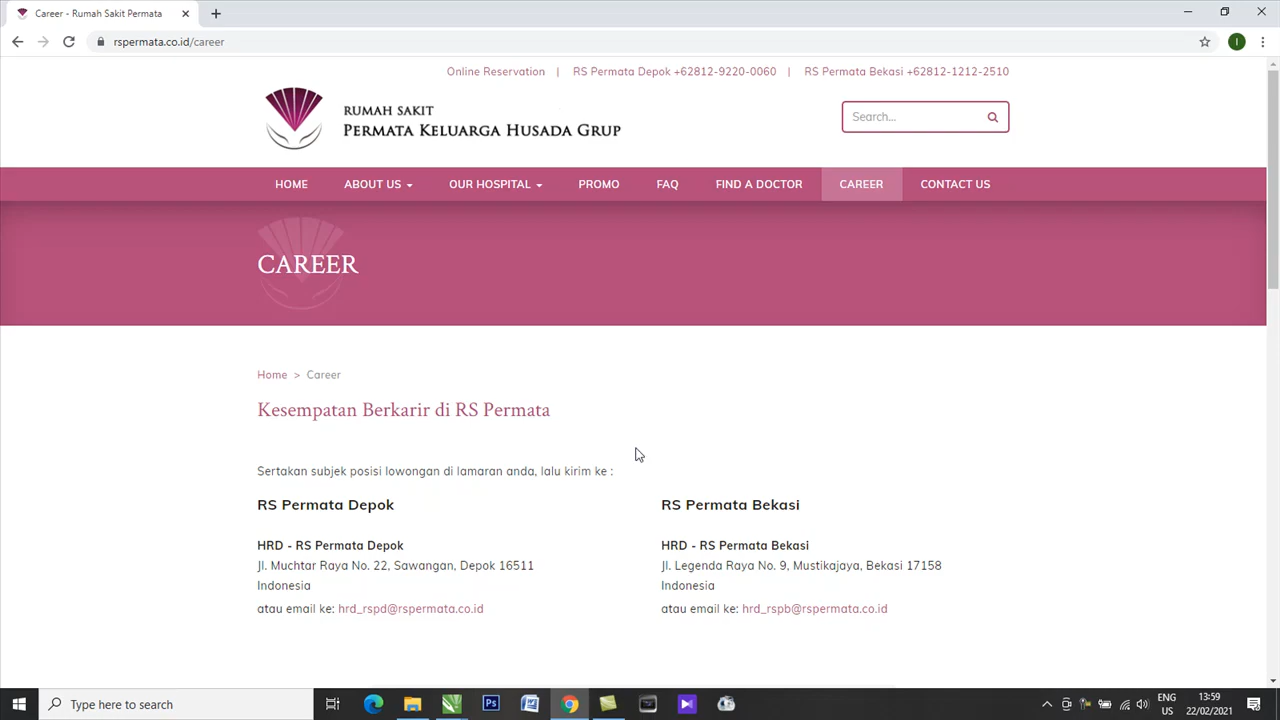 Career - Rumah Sakit Permata
rspermata.co.id/career
Online Reservation | RS Permata Depok +62812-9220-0060 | RS Permata Bekasi +62812-1212-2510
RUMAH SAKIT
PERMATA KELUARGA HUSADA GRUP
Search...
HOME ABOUT US OUR HOSPITAL PROMO FAQ FIND A DOCTOR CAREER CONTACT US
CAREER
Home > Career
Kesempatan Berkarir di RS Permata
Sertakan subjek posisi lowongan di lamaran anda, lalu kirim ke :
RS Permata Depok
HRD - RS Permata Depok
Jl. Muchtar Raya No. 22, Sawangan, Depok 16511
Indonesia
atau email ke: hrd_rspd@rspermata.co.id
RS Permata Bekasi
HRD - RS Permata Bekasi
Jl. Legenda Raya No. 9, Mustikajaya, Bekasi 17158
Indonesia
atau email ke: hrd_rspb@rspermata.co.id
Type here to search
Ps
ENG
US
13:59
22/02/2021